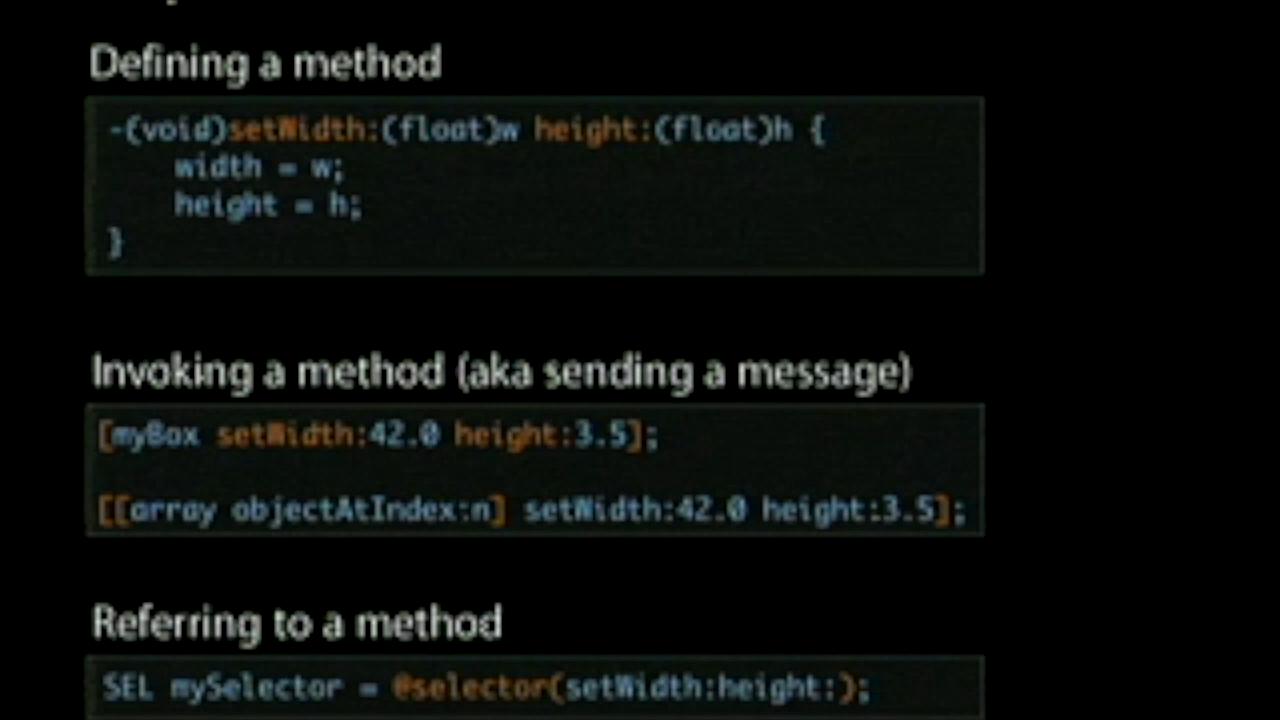 Defining a method
-(void)setWidth:(float)w height:(float)h {
    width = w;
    height = h;
}
Invoking a method (aka sending a message)
[myBox setWidth:42.0 height:3.5];
[[array objectAtIndex:n] setWidth:42.0 height:3.5];
Referring to a method
SEL mySelector = @selector(setWidth:height:);